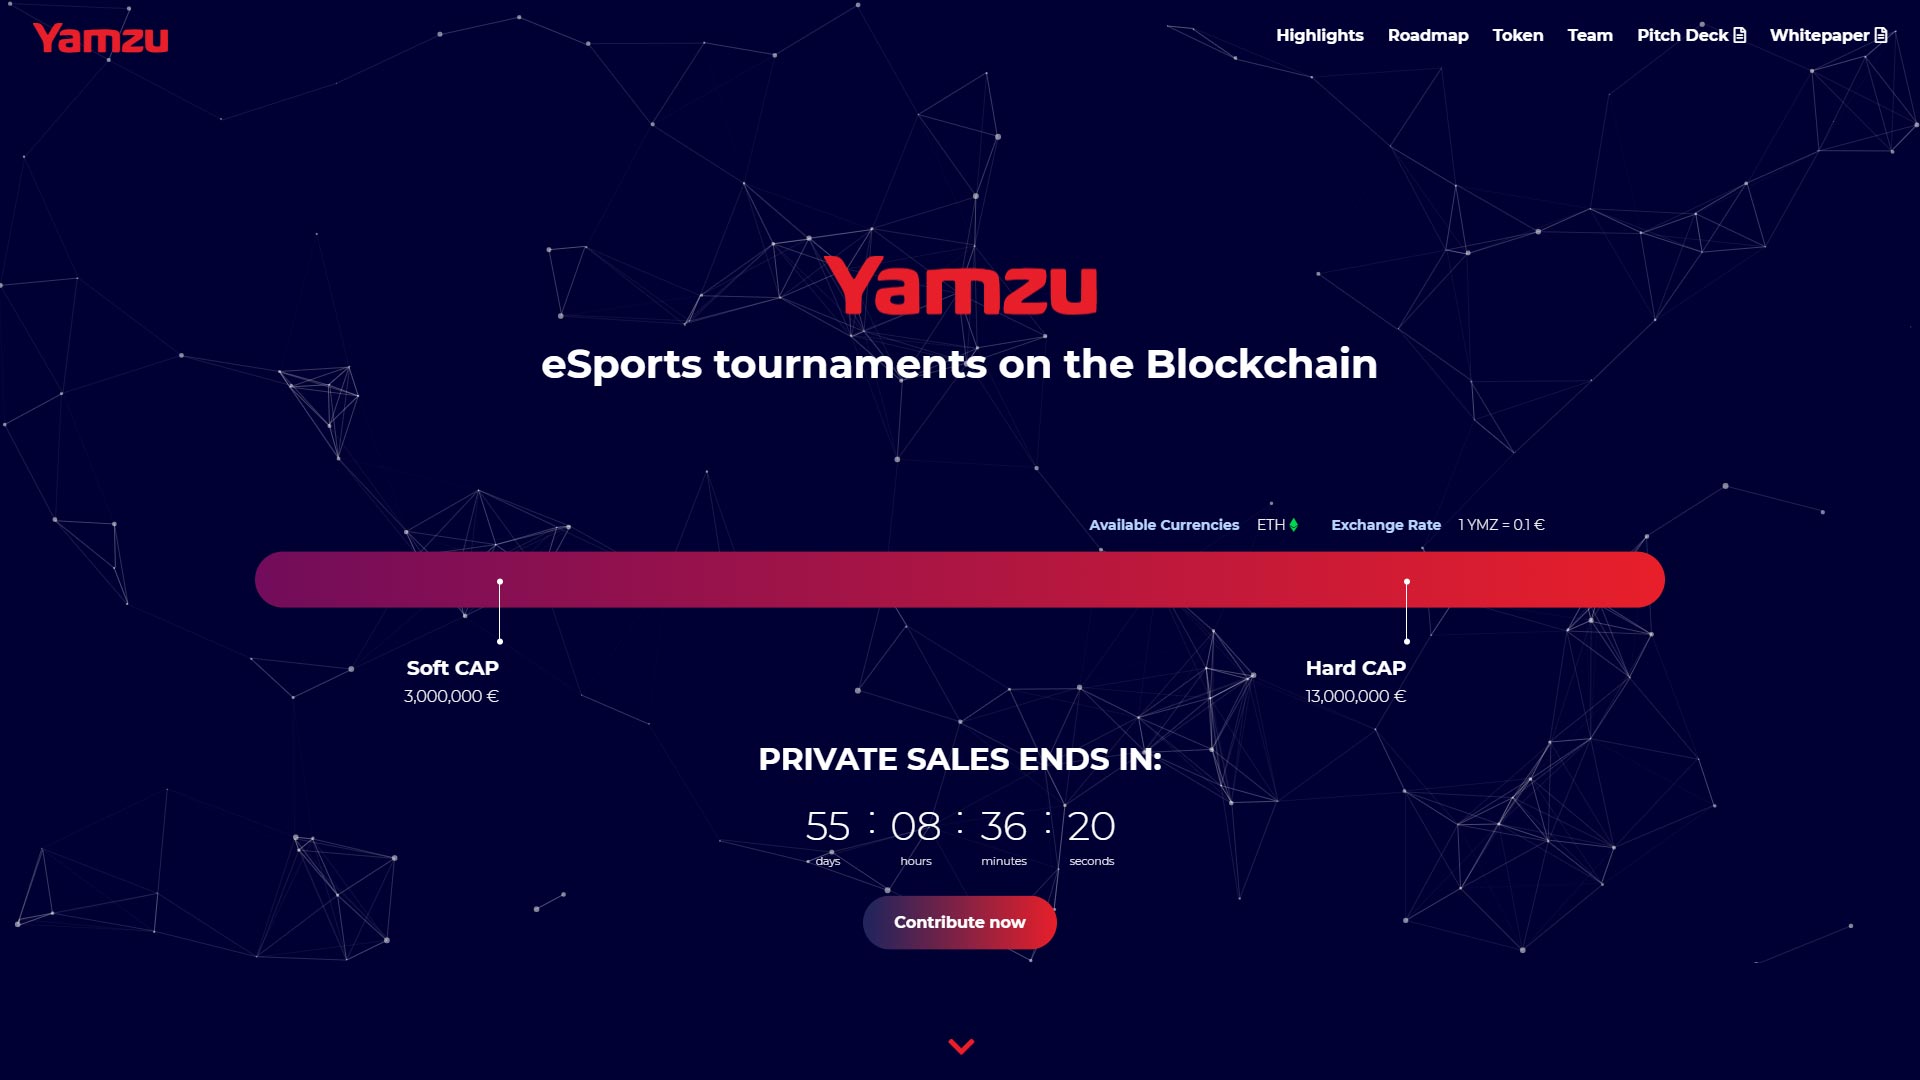 Yamzu
Highlights Roadmap Token Team Pitch Deck Whitepaper
Yamzu
eSports tournaments on the Blockchain
Available Currencies ETH Exchange Rate 1 YMZ = 0.1 €
Soft CAP
3,000,000 €
Hard CAP
13,000,000 €
PRIVATE SALES ENDS IN:
55 : 08 : 36 : 20
days hours minutes seconds
Contribute now